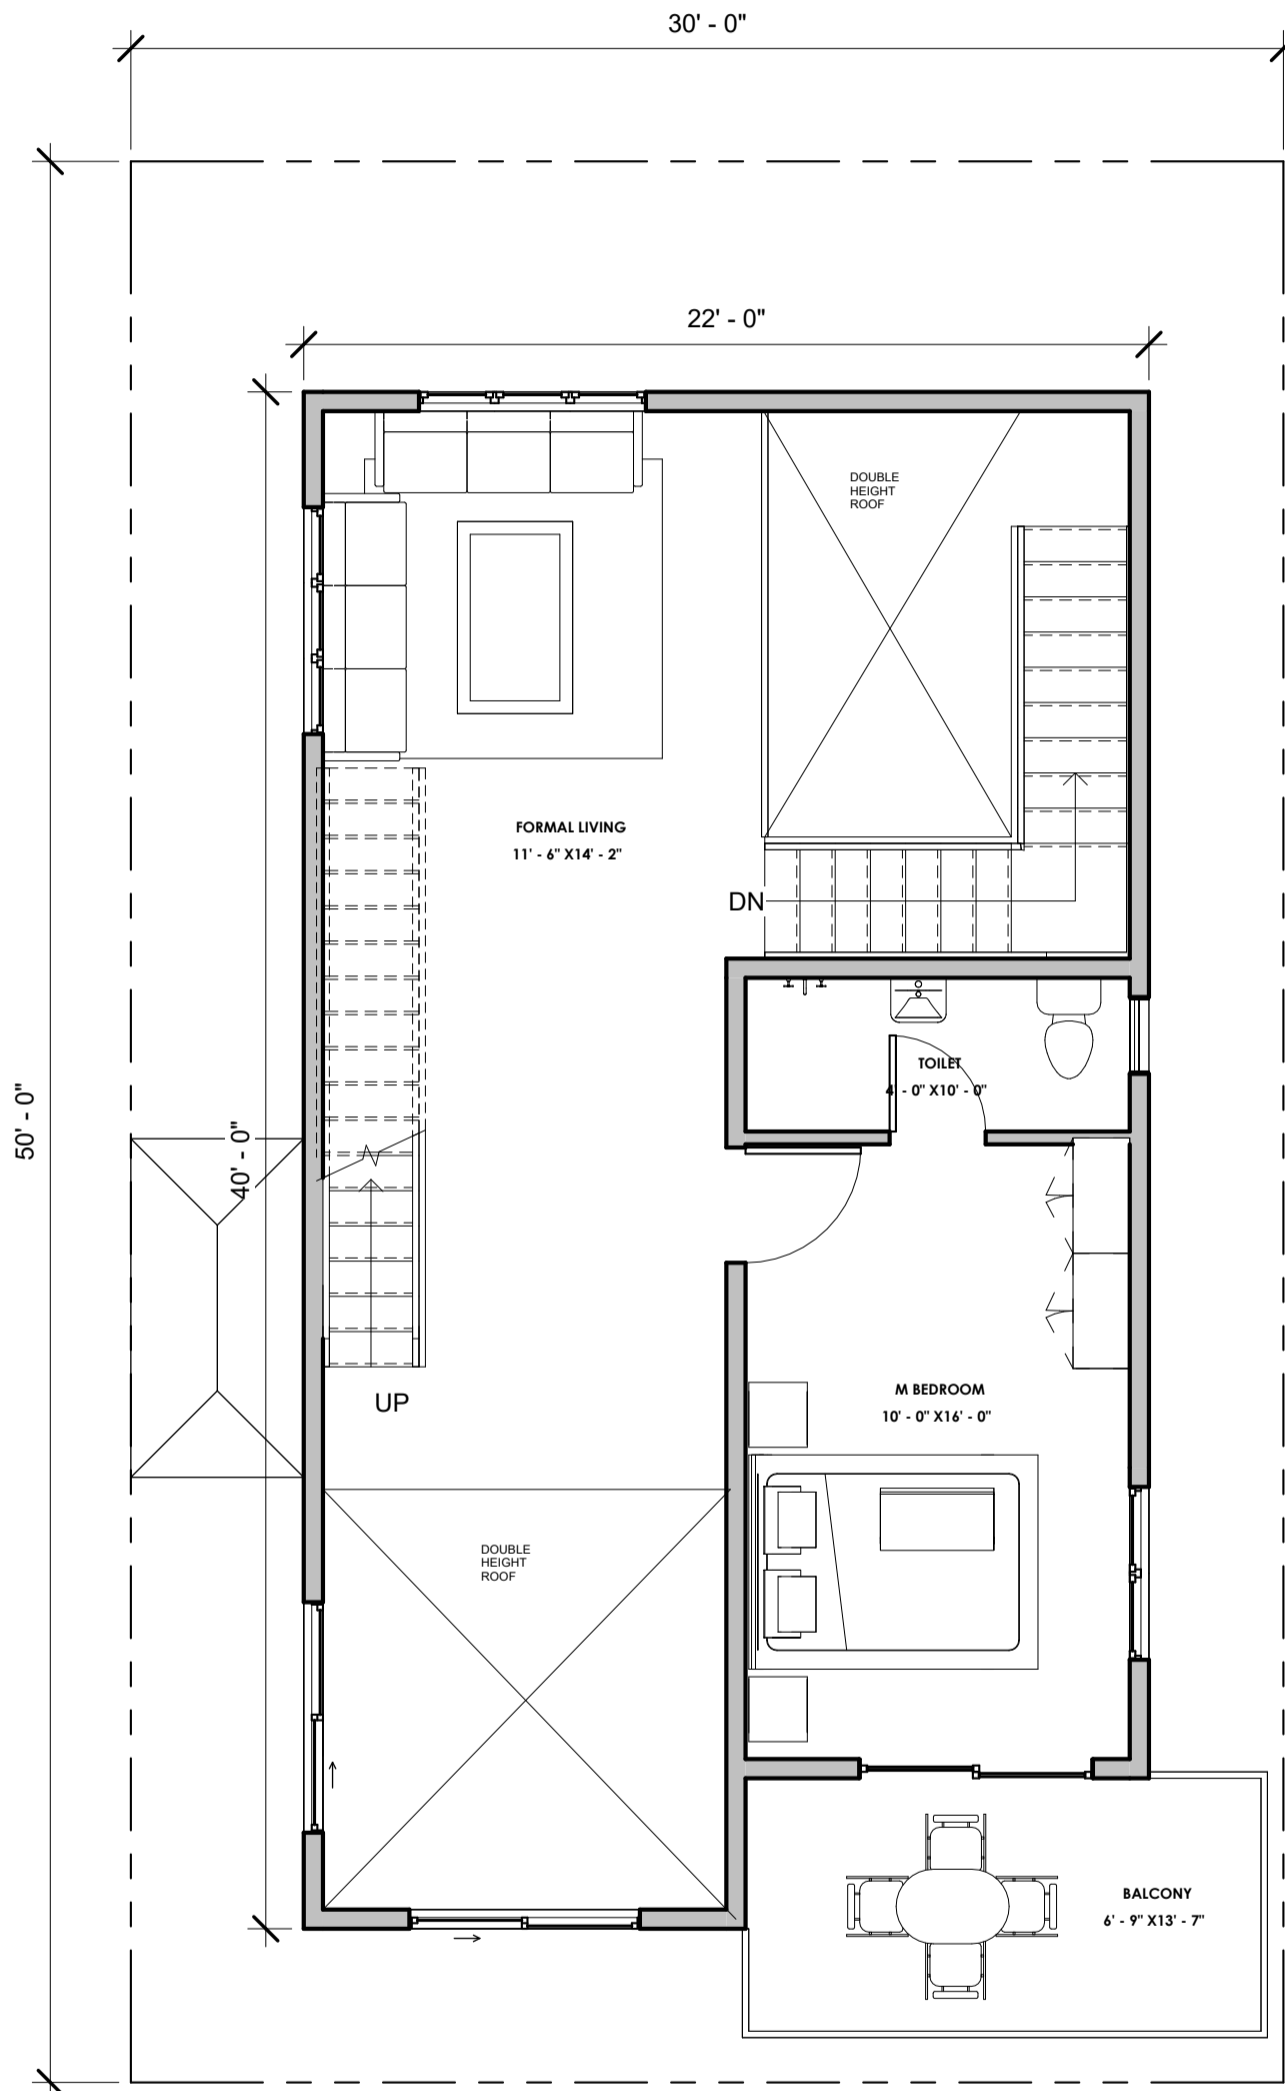 30' - 0"
22' - 0"
DOUBLE
HEIGHT
ROOF
FORMAL LIVING
11' - 6" X14' - 2"
DN
TOILET
4' - 0" X10' - 0"
50' - 0"
40' - 0"
UP
M BEDROOM
10' - 0" X16' - 0"
DOUBLE
HEIGHT
ROOF
BALCONY
6' - 9" X13' - 7"